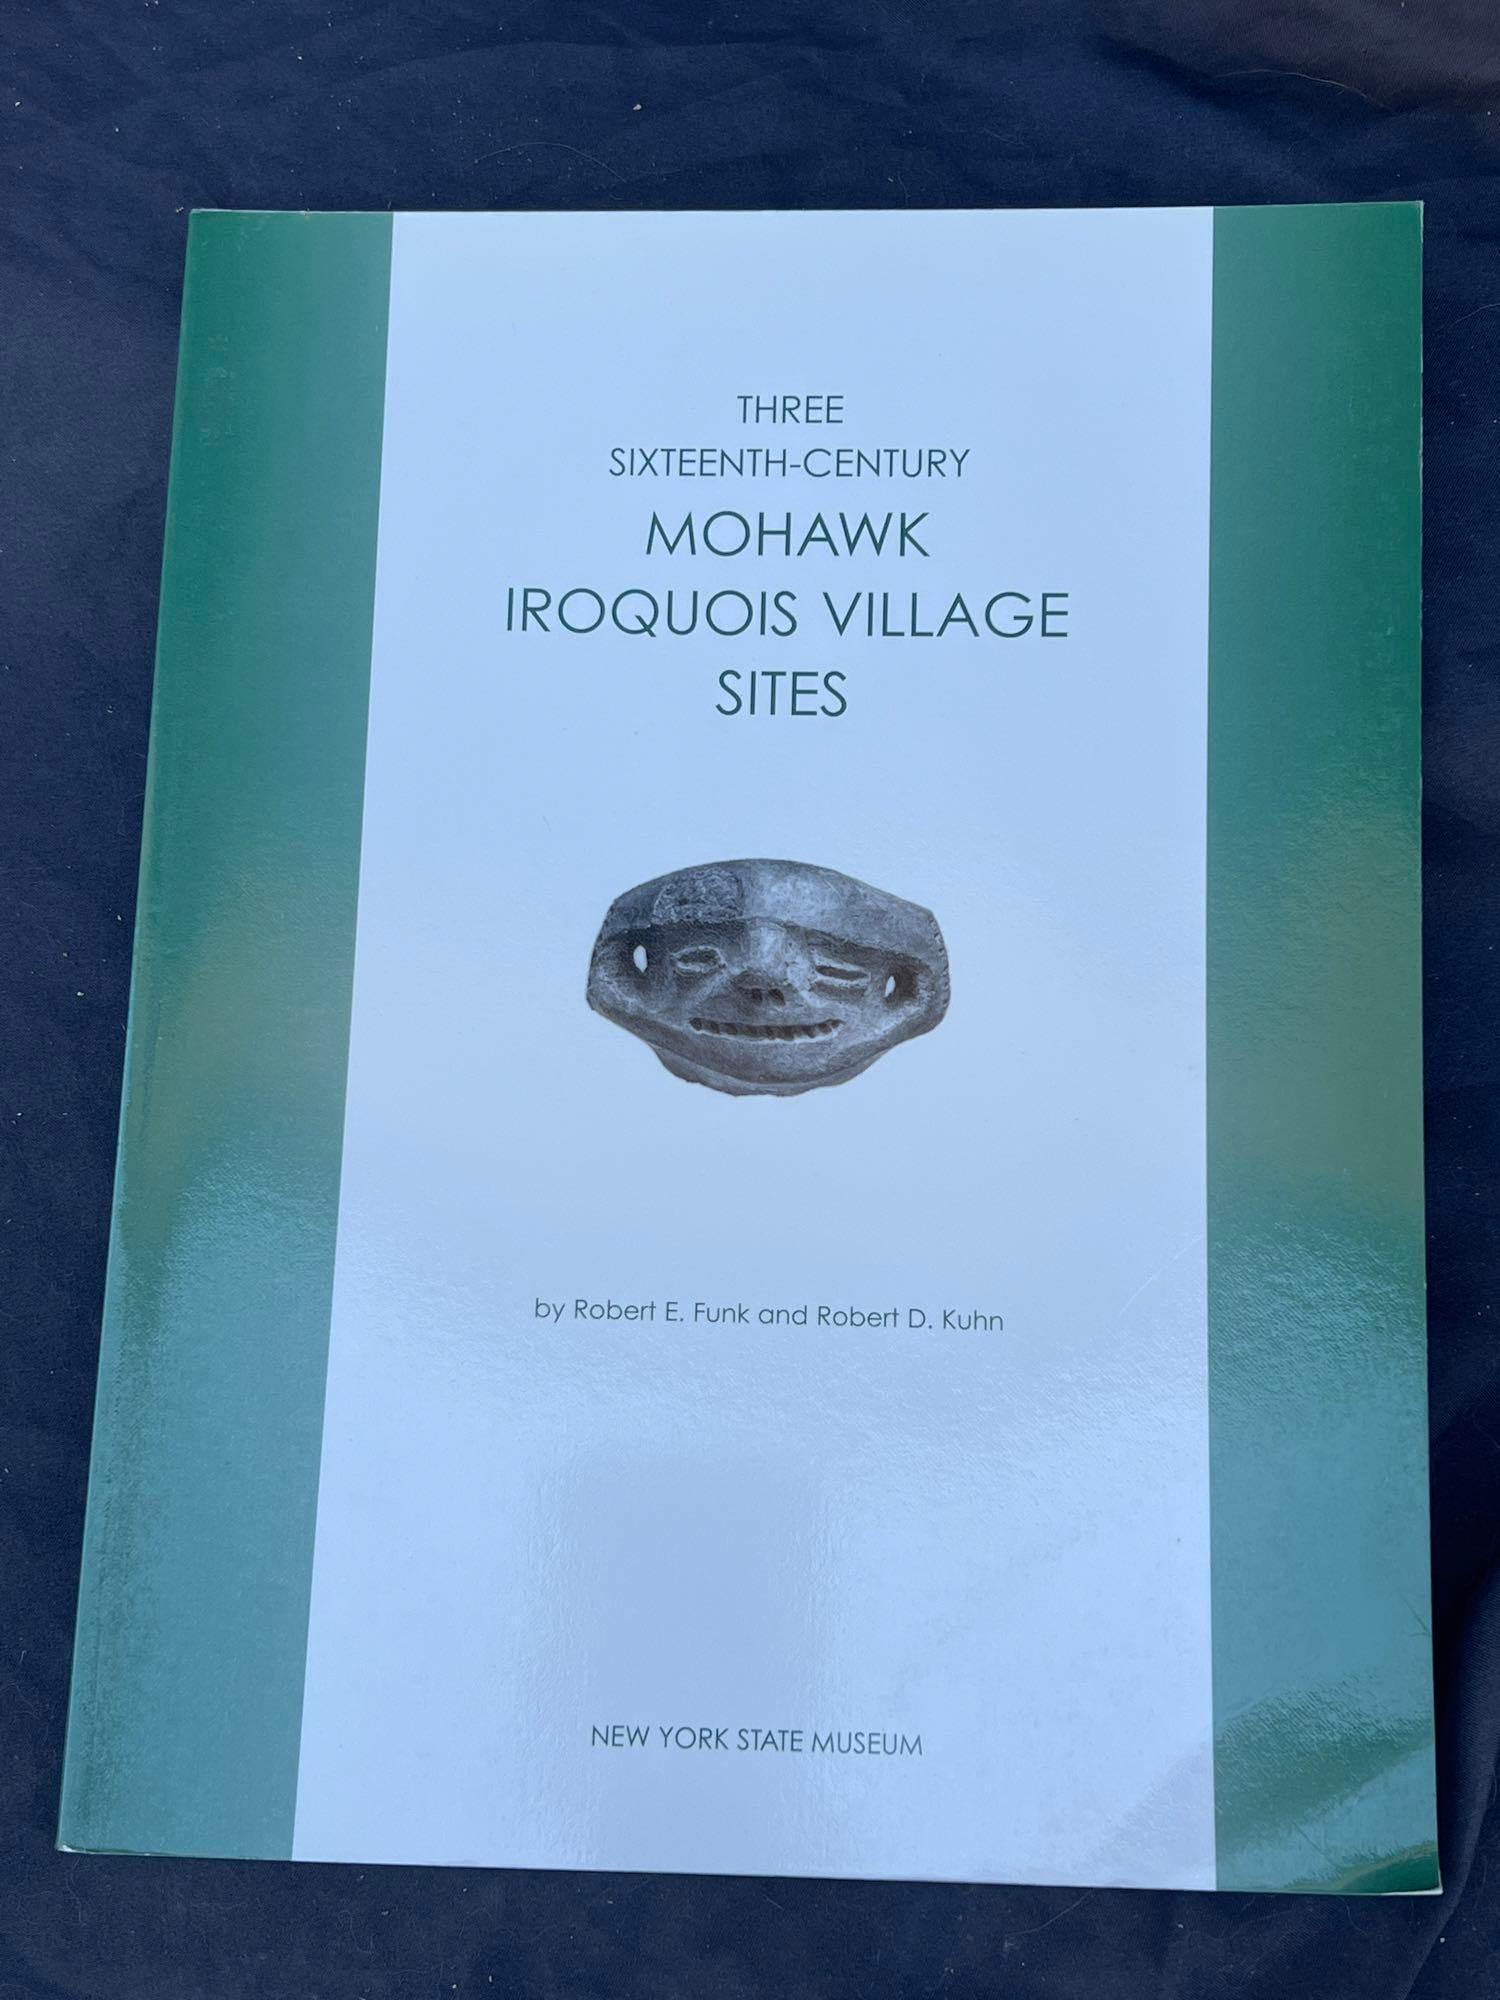 THREE
SIXTEENTH-CENTURY
MOHAWK
IROQUOIS VILLAGE
SITES
by Robert E. Funk and Robert D. Kuhn
NEW YORK STATE MUSEUM